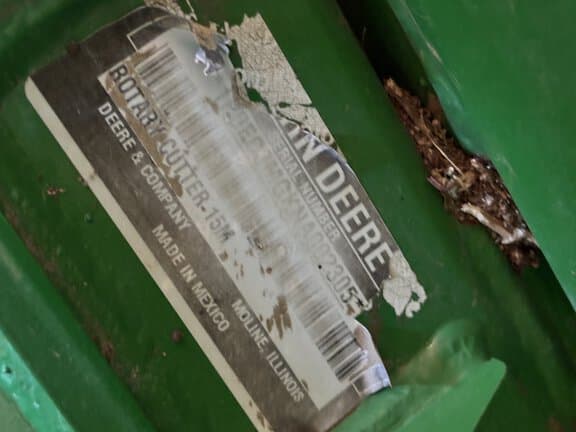 JOHN DEERE
SERIAL NUMBER
ROTARY CUTTER-15M
DEERE & COMPANY MOLINE, ILLINOIS
MADE IN MEXICO